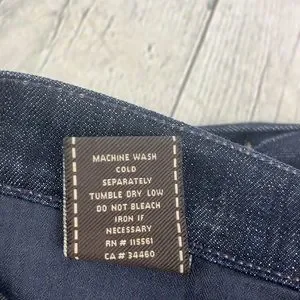 MACHINE WASH
COLD
SEPARATELY
TUMBLE DRY LOW
DO NOT BLEACH
IRON IF
NECESSARY
RN # 115561
CA # 34460